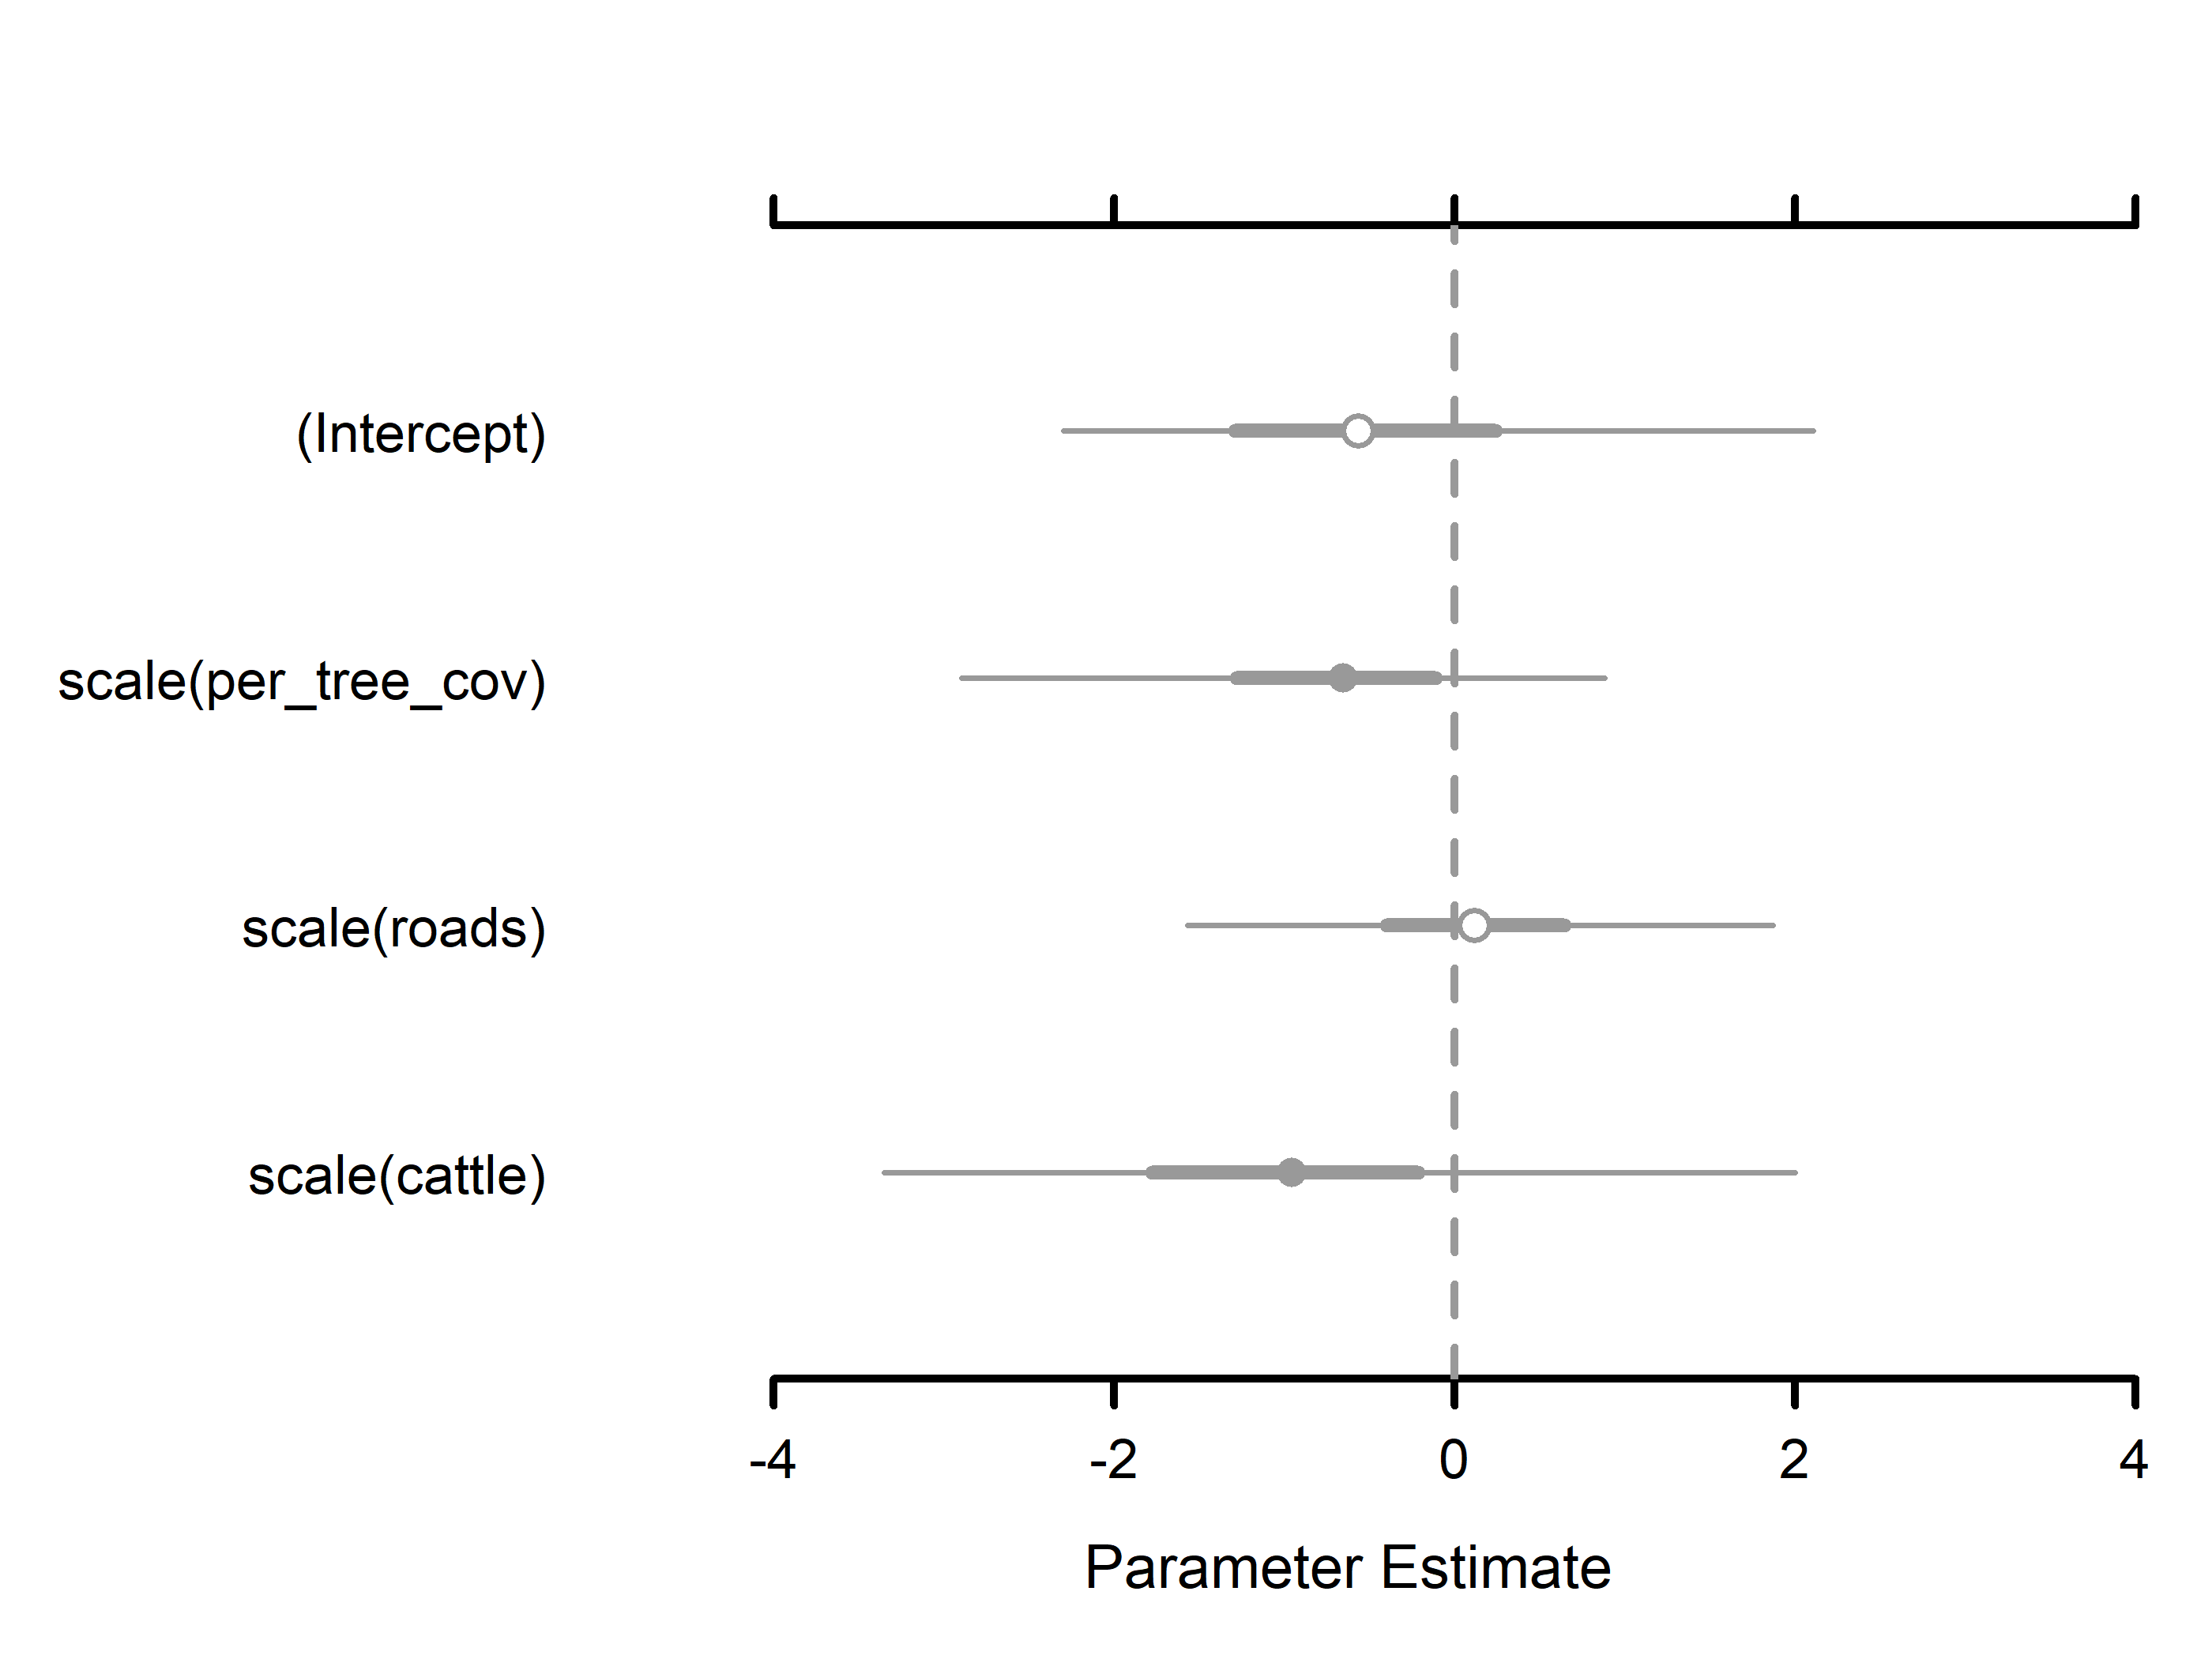 (Intercept)
scale(per_tree_cov)
scale(roads)
scale(cattle)
-4 -2 0 2 4
Parameter Estimate